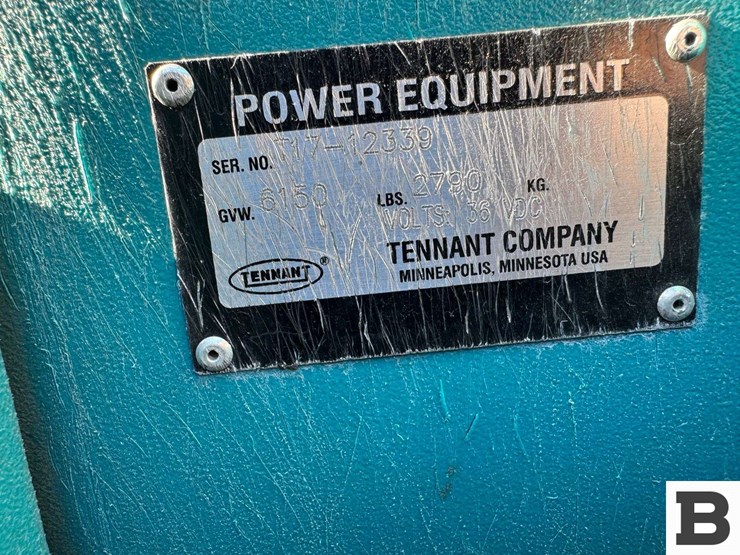 POWER EQUIPMENT
SER. NO. T17-12339
GVW. 6150 LBS. 2790 KG.
VOLTS: 36 VDC
TENNANT ® TENNANT COMPANY
MINNEAPOLIS, MINNESOTA USA
B